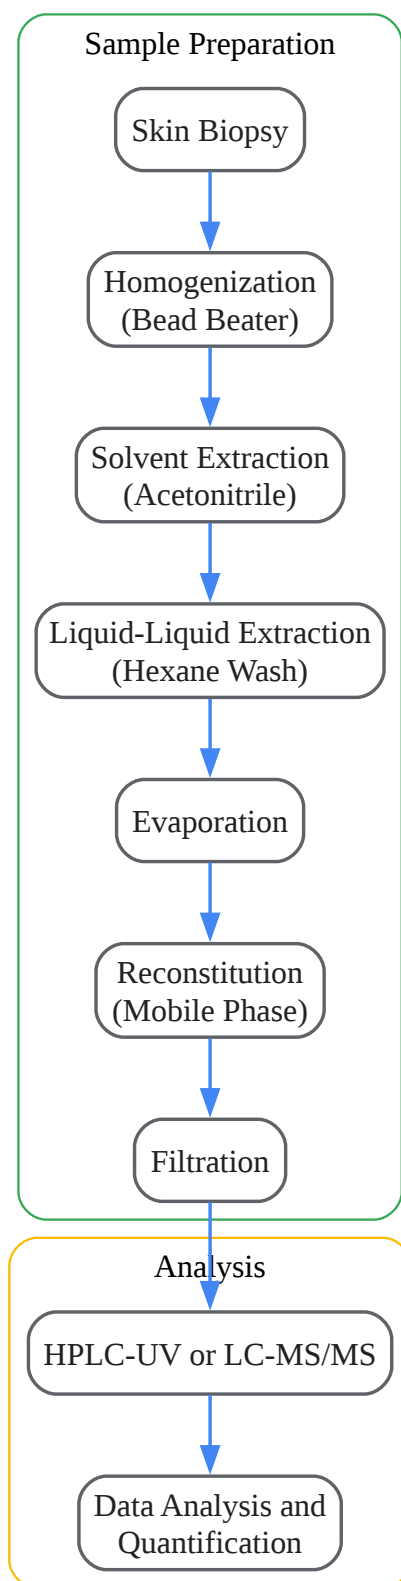 Sample Preparation
Skin Biopsy
Homogenization
(Bead Beater)
Solvent Extraction
(Acetonitrile)
Liquid-Liquid Extraction
(Hexane Wash)
Evaporation
Reconstitution
(Mobile Phase)
Filtration
Analysis
HPLC-UV or LC-MS/MS
Data Analysis and
Quantification